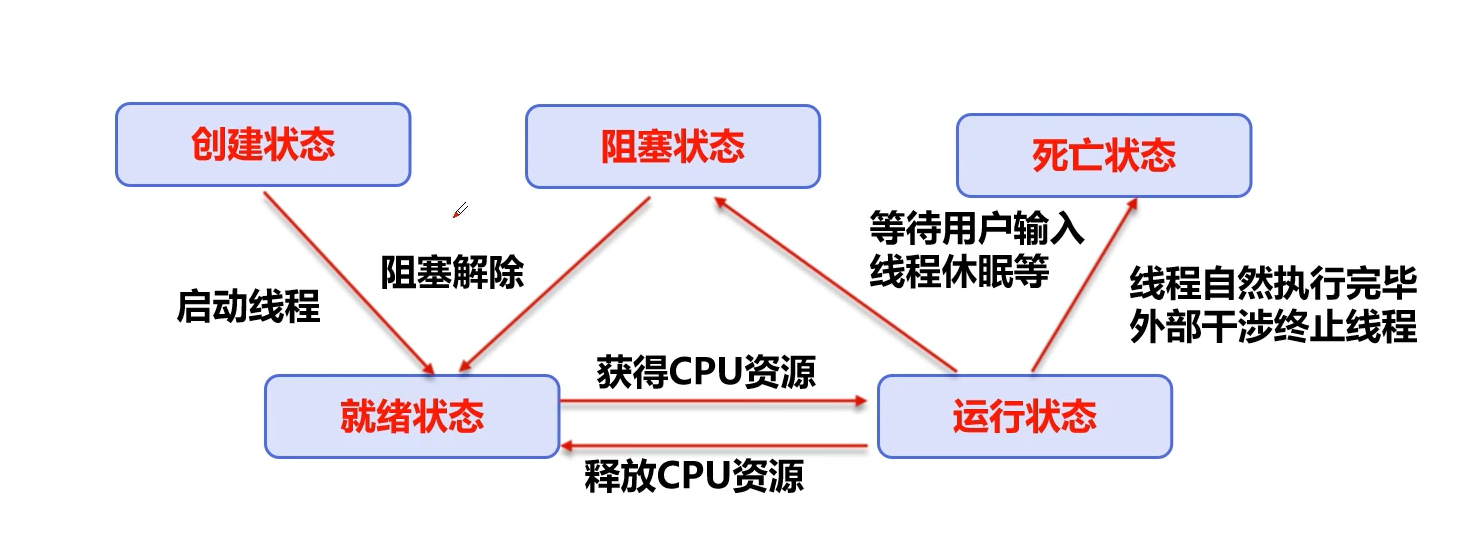 创建状态
阻塞状态
死亡状态
等待用户输入
线程休眠等
阻塞解除
启动线程
线程自然执行完毕
外部干涉终止线程
获得CPU资源
就绪状态
运行状态
释放CPU资源